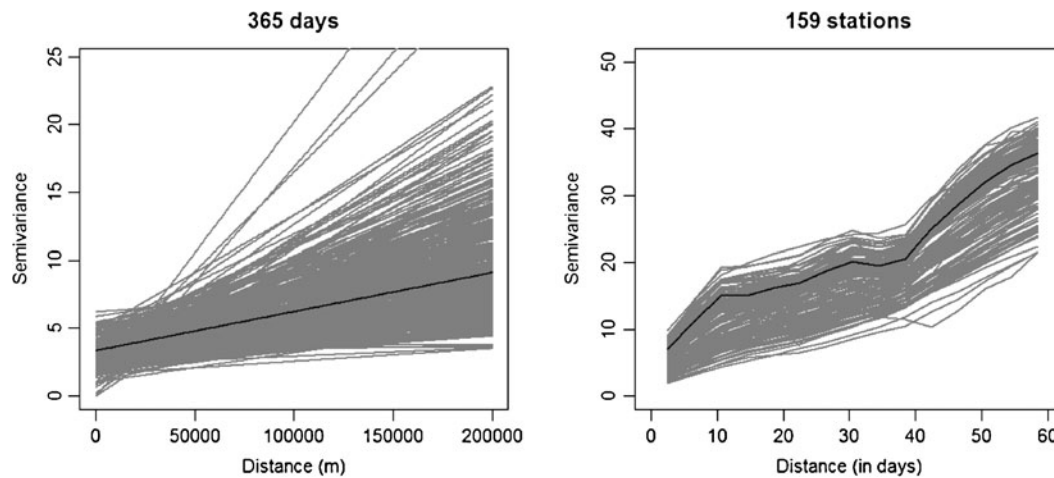 365 days
25
20
15
10
5
0
Semivariance
0 50000 100000 150000 200000
Distance (m)
159 stations
50
40
30
20
10
0
Semivariance
0 10 20 30 40 50 60
Distance (in days)